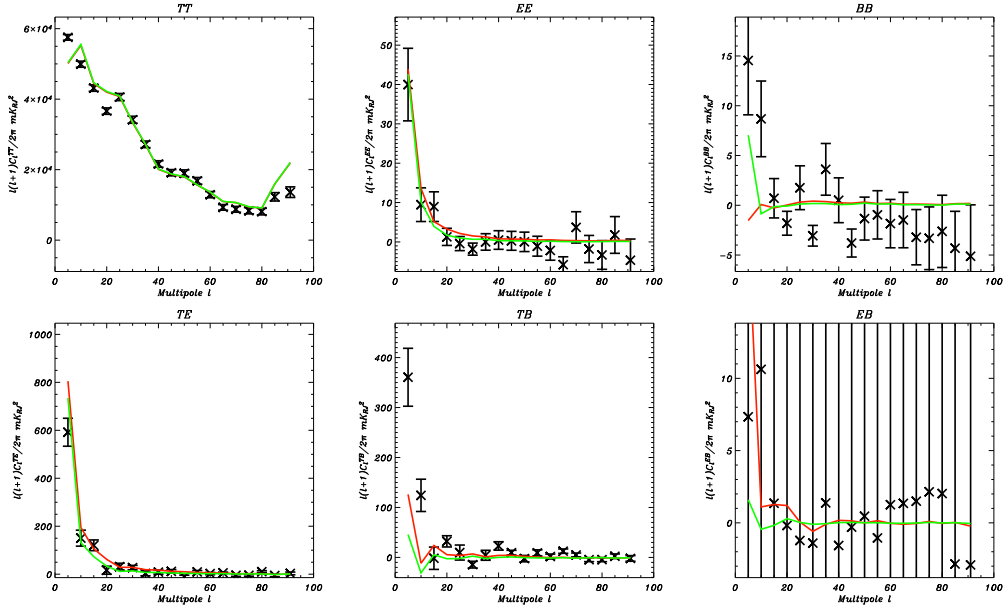 TT
6×10⁴
4×10⁴
2×10⁴
0
0 20 40 60 80 100
Multipole l
l(l+1)C_l^TT/2π mK_RJ²
EE
50
40
30
20
10
0
0 20 40 60 80 100
Multipole l
l(l+1)C_l^EE/2π mK_RJ²
BB
15
10
5
0
−5
0 20 40 60 80 100
Multipole l
l(l+1)C_l^BB/2π mK_RJ²
TE
1000
800
600
400
200
0
0 20 40 60 80 100
Multipole l
l(l+1)C_l^TE/2π mK_RJ²
TB
400
300
200
100
0
0 20 40 60 80 100
Multipole l
l(l+1)C_l^TB/2π mK_RJ²
EB
10
5
0
0 20 40 60 80 100
Multipole l
l(l+1)C_l^EB/2π mK_RJ²